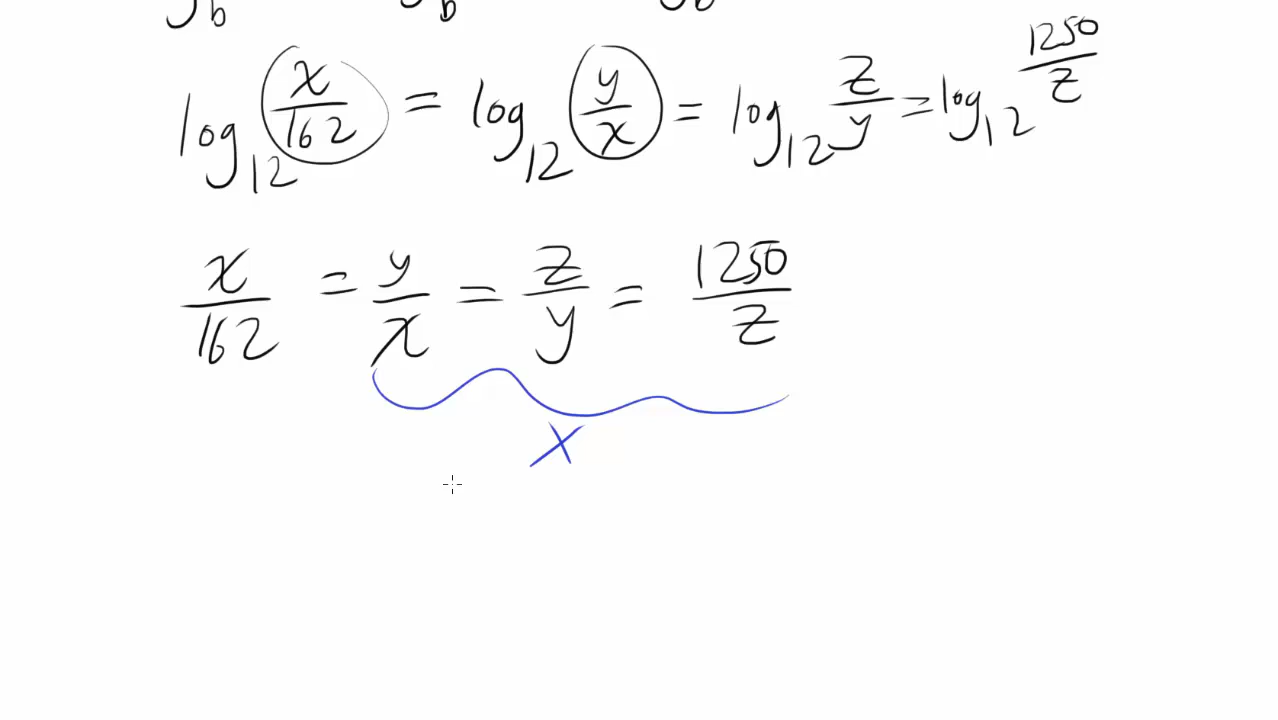 log₁₂ x/162 = log₁₂ y/x = log₁₂ z/y = log₁₂ 1250/z
x/162 = y/x = z/y = 1250/z
x